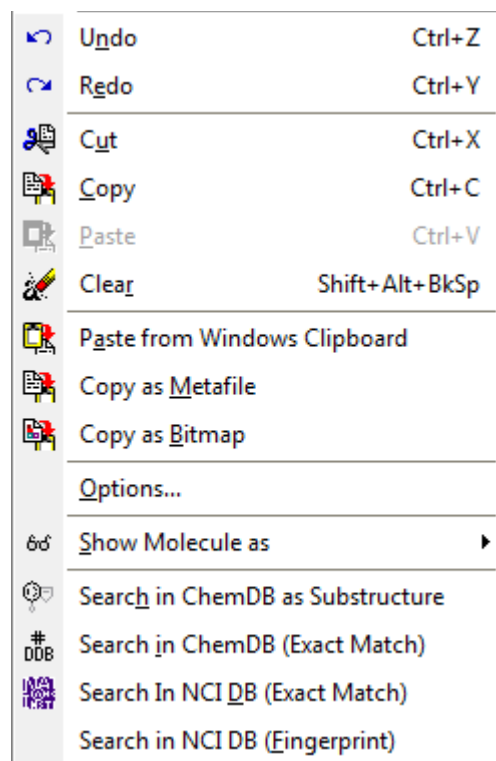 Undo Ctrl+Z
Redo Ctrl+Y
Cut Ctrl+X
Copy Ctrl+C
Paste Ctrl+V
Clear Shift+Alt+BkSp
Paste from Windows Clipboard
Copy as Metafile
Copy as Bitmap
Options...
Show Molecule as
Search in ChemDB as Substructure
# DDB Search in ChemDB (Exact Match)
Search In NCI DB (Exact Match)
Search in NCI DB (Fingerprint)